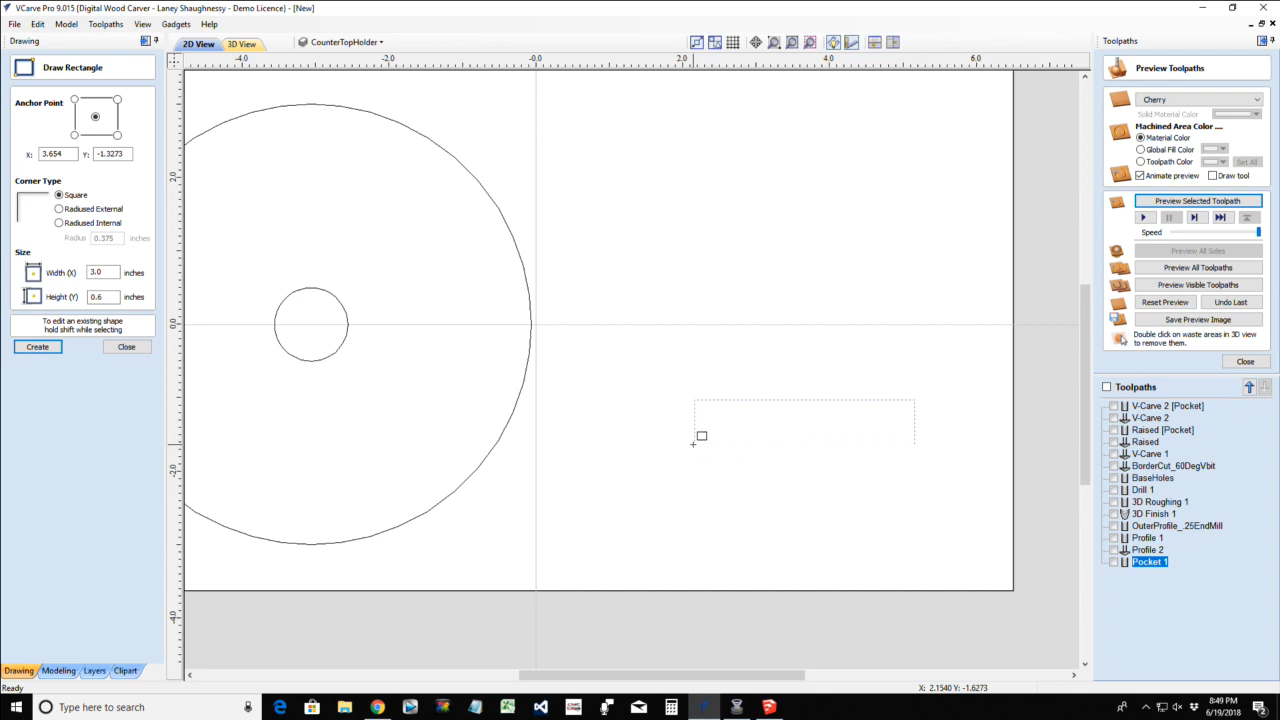 VCarve Pro 9.015 {Digital Wood Carver - Laney Shaughnessy - Demo Licence} - [New]
File Edit Model Toolpaths View Gadgets Help
Drawing
2D View 3D View CounterTopHolder
Toolpaths
Draw Rectangle
Anchor Point
X: 3.654 Y: -1.3273
Corner Type
Square
Radiused External
Radiused Internal
Radius 0.375 inches
Size
Width (X) 3.0 inches
Height (Y) 0.6 inches
To edit an existing shape
hold shift while selecting
Create Close
-4.0 -2.0 -0.0 2.0 4.0 6.0
2.0
0.0
-2.0
-4.0
Preview Toolpaths
Cherry
Solid Material Color
Machined Area Color ....
Material Color
Global Fill Color
Toolpath Color Set All
Animate preview Draw tool
Preview Selected Toolpath
Speed
Preview All Sides
Preview All Toolpaths
Preview Visible Toolpaths
Reset Preview Undo Last
Save Preview Image
Double click on waste areas in 3D view
to remove them.
Close
Toolpaths
V-Carve 2 [Pocket]
V-Carve 2
Raised [Pocket]
Raised
V-Carve 1
BorderCut_60DegVbit
BaseHoles
Drill 1
3D Roughing 1
3D Finish 1
OuterProfile_.25EndMill
Profile 1
Profile 2
Pocket 1
Drawing Modeling Layers Clipart
Ready
X: 2.1540 Y: -1.6273
Type here to search
8:49 PM
6/19/2018
2